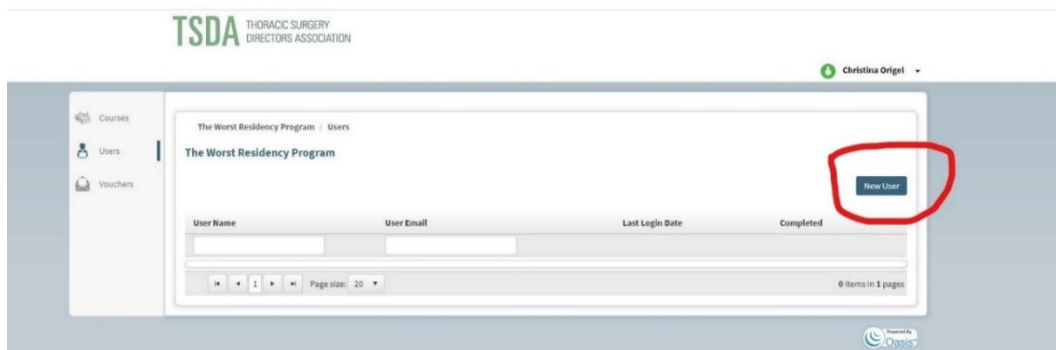 TSDA THORACIC SURGERY
DIRECTORS ASSOCIATION
Christina Origel
Courses
The Worst Residency Program / Users
Users
The Worst Residency Program
Vouchers
New User
User Name User Email Last Login Date Completed
1 Page size: 20 0 items in 1 pages
Powered By
Oasis